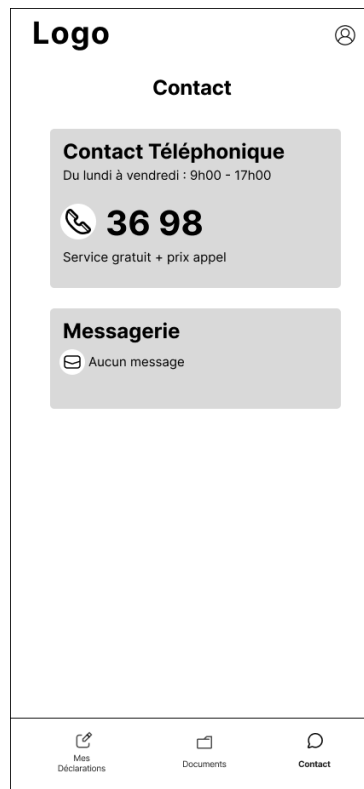 Logo
Contact
Contact Téléphonique
Du lundi à vendredi : 9h00 - 17h00
36 98
Service gratuit + prix appel
Messagerie
Aucun message
Mes
Déclarations
Documents
Contact